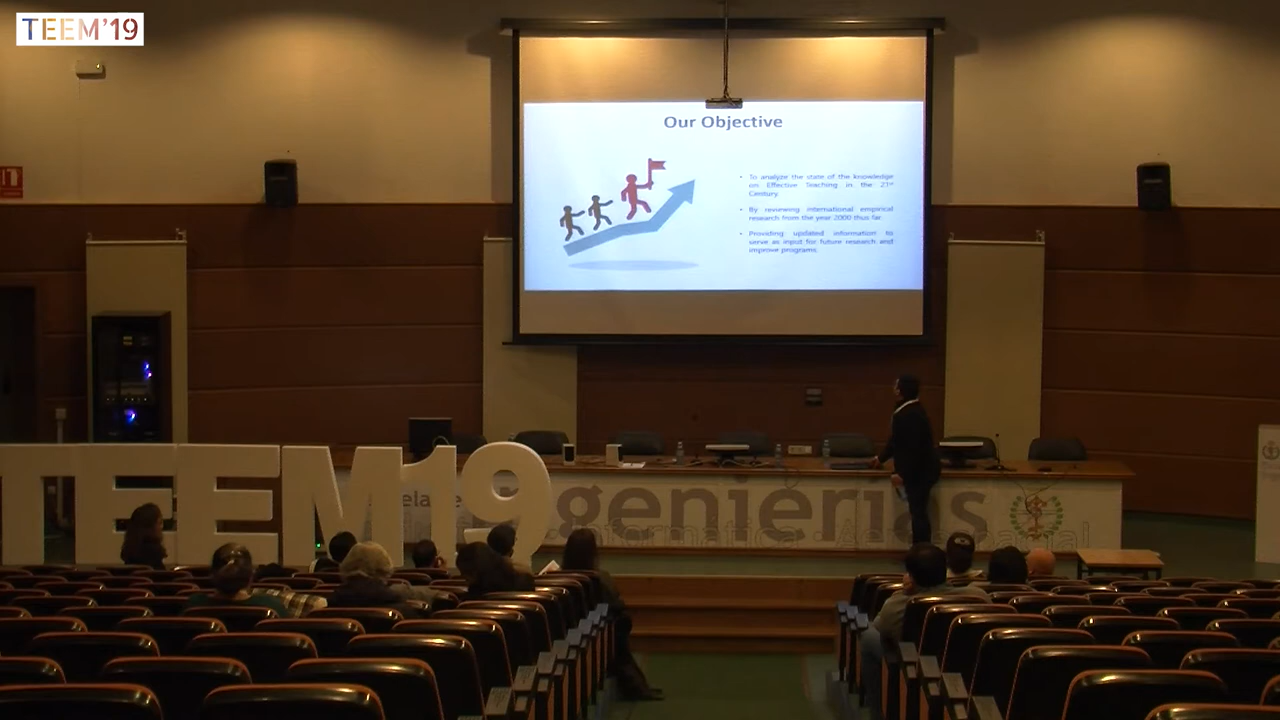 TEEM'19
Our Objective
• To analyze the state of the knowledge
on Effective Teaching in the 21st
Century.
• By reviewing international empirical
research from the year 2000 thus far.
• Providing updated information to
serve as input for future research and
improve programs.
TEEM19
genierías